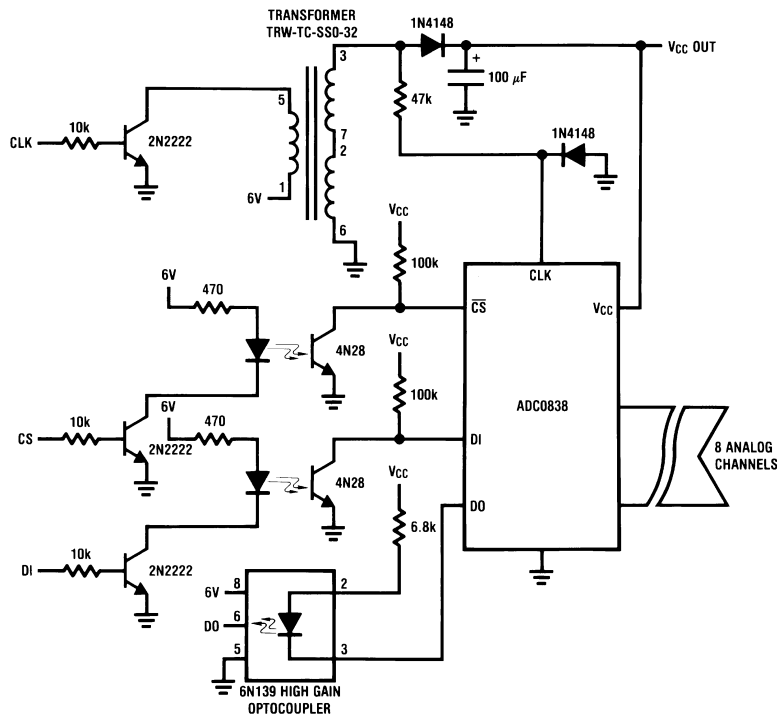 TRANSFORMER
TRW-TC-SSO-32
1N4148
3
VCC OUT
+
100 µF
5
47k
10k
2N2222
CLK
7
2
1N4148
1
6V
6
VCC
100k
CLK
6V
470
VCC
CS
4N28
VCC
100k
ADC0838
10k
6V
470
CS
2N2222
DI
8 ANALOG
CHANNELS
4N28
VCC
DO
6.8k
10k
DI
2N2222
8
2
6V
6
DO
5
3
6N139 HIGH GAIN
OPTOCOUPLER